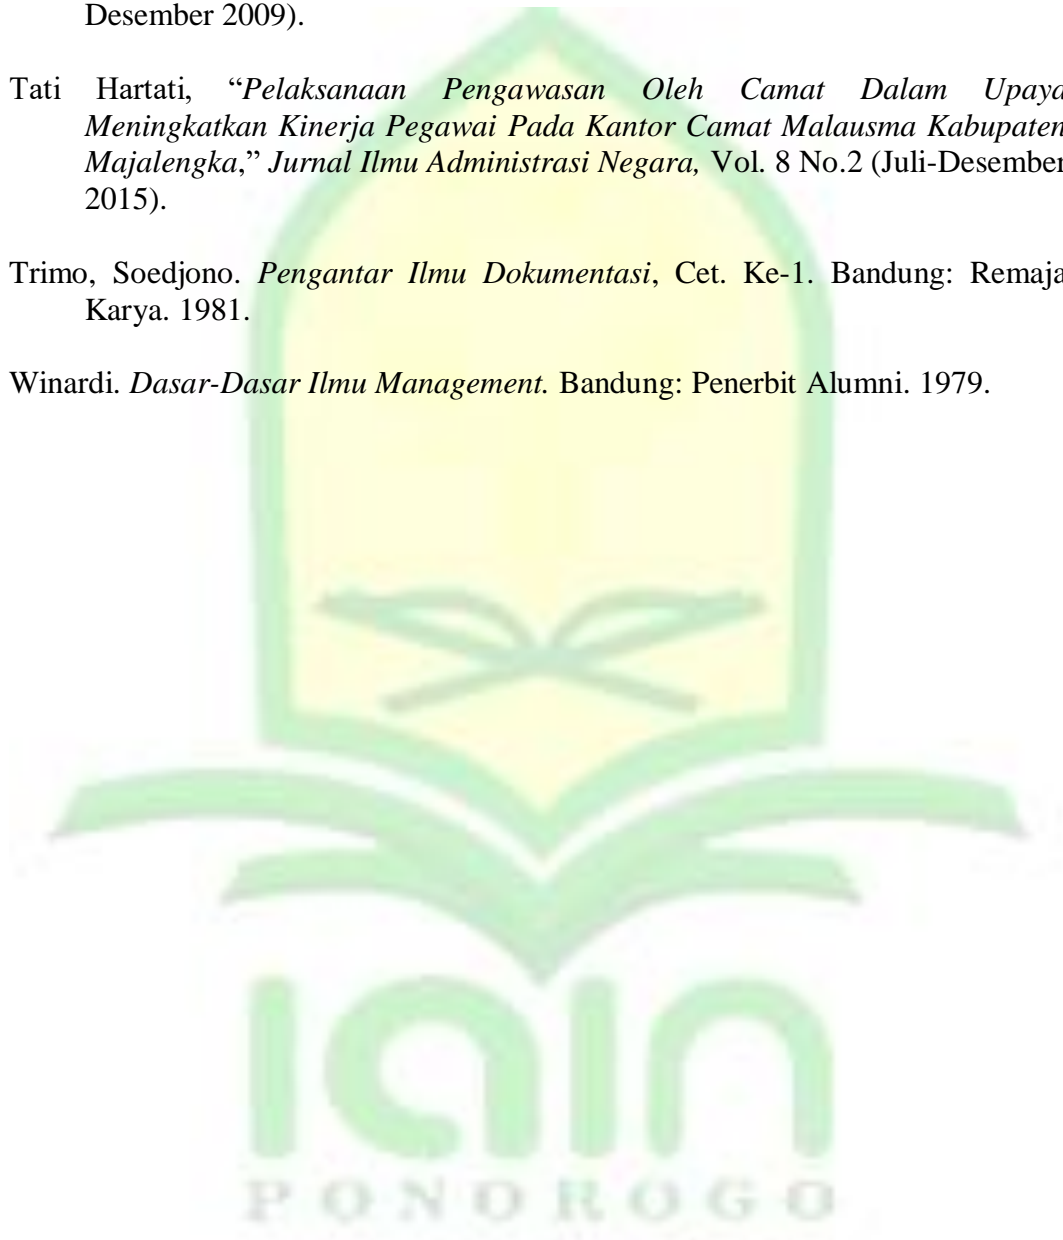 Desember 2009).
Tati Hartati, “Pelaksanaan Pengawasan Oleh Camat Dalam Upaya
Meningkatkan Kinerja Pegawai Pada Kantor Camat Malausma Kabupaten
Majalengka,” Jurnal Ilmu Administrasi Negara, Vol. 8 No.2 (Juli-Desember
2015).
Trimo, Soedjono. Pengantar Ilmu Dokumentasi, Cet. Ke-1. Bandung: Remaja
Karya. 1981.
Winardi. Dasar-Dasar Ilmu Management. Bandung: Penerbit Alumni. 1979.
iain
PONOROGO